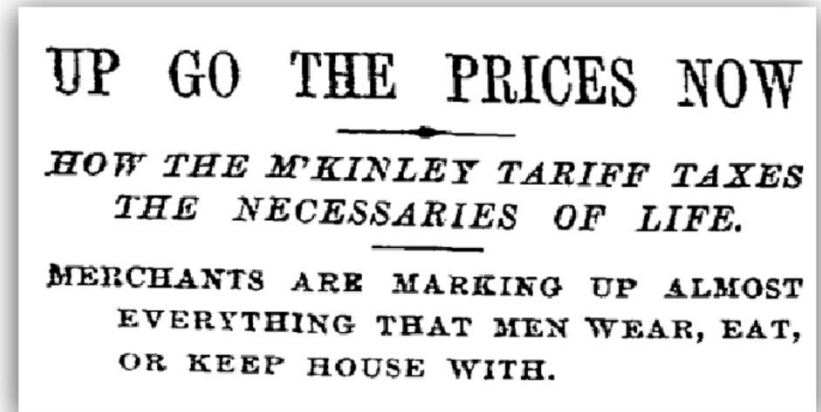 UP GO THE PRICES NOW
HOW THE M'KINLEY TARIFF TAXES
THE NECESSARIES OF LIFE.
MERCHANTS ARE MARKING UP ALMOST
EVERYTHING THAT MEN WEAR, EAT,
OR KEEP HOUSE WITH.